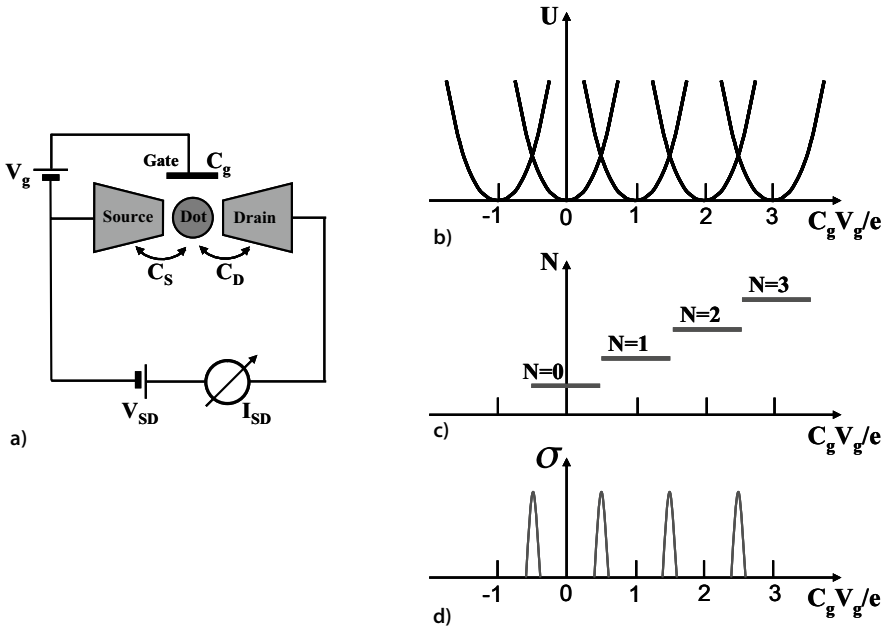 Gate
C_g
V_g
Source
Dot
Drain
C_S
C_D
V_SD
I_SD
a)
U
-1 0 1 2 3
C_gV_g/e
b)
N
N=3
N=2
N=1
N=0
C_gV_g/e
c)
σ
-1 0 1 2 3
C_gV_g/e
d)